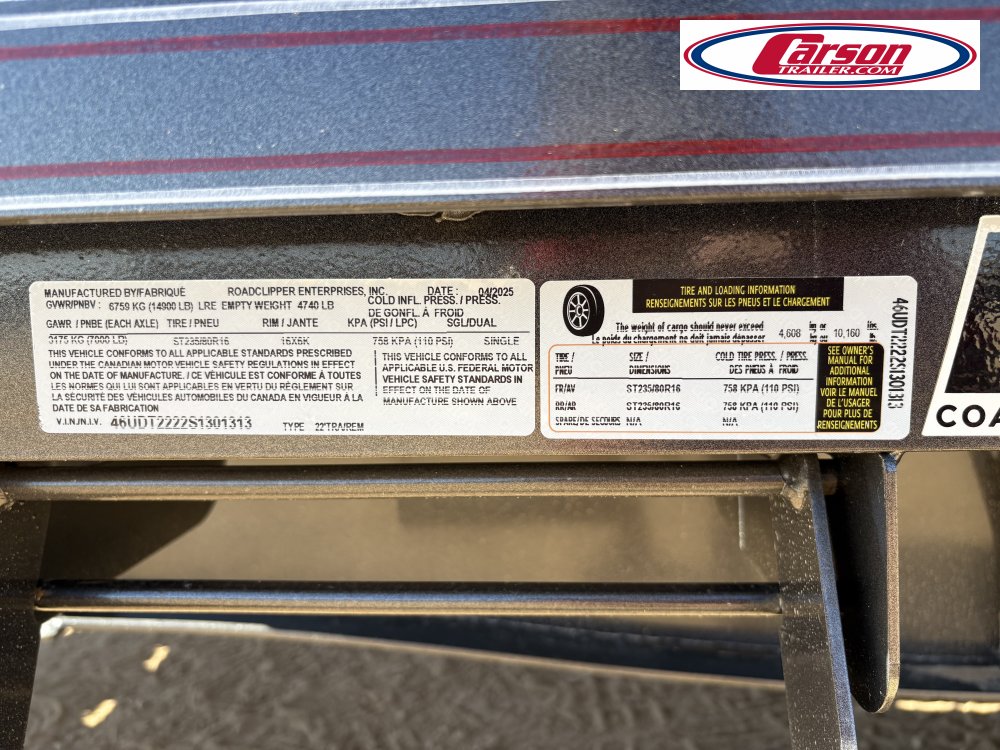 Carson
TRAILER.COM
MANUFACTURED BY/FABRIQUÉ ROADCLIPPER ENTERPRISES, INC. DATE : 04/2025
GVWR/PNBV : 6759 KG (14900 LB) LRE EMPTY WEIGHT 4740 LB
COLD INFL. PRESS./ PRESS.
DE GONFL. À FROID
GAWR / PNBE (EACH AXLE) TIRE / PNEU RIM / JANTE KPA (PSI / LPC) SGL/DUAL
3175 KG (7000 LB) ST235/80R16 16X6K 758 KPA (110 PSI) SINGLE
THIS VEHICLE CONFORMS TO ALL APPLICABLE STANDARDS PRESCRIBED
UNDER THE CANADIAN MOTOR VEHICLE SAFETY REGULATIONS IN EFFECT
ON THE DATE OF MANUFACTURE. / CE VÉHICULE EST CONFORME À TOUTES
LES NORMES QUI LUI SONT APPLICABLES EN VERTU DU RÈGLEMENT SUR
LA SÉCURITÉ DES VÉHICULES AUTOMOBILES DU CANADA EN VIGUEUR À LA
DATE DE SA FABRICATION
THIS VEHICLE CONFORMS TO ALL
APPLICABLE U.S. FEDERAL MOTOR
VEHICLE SAFETY STANDARDS IN
EFFECT ON THE DATE OF
MANUFACTURE SHOWN ABOVE
V.I.N./N.I.V. 46UDT2222S1301313 TYPE 22'TRA/REM
TIRE AND LOADING INFORMATION
RENSEIGNEMENTS SUR LES PNEUS ET LE CHARGEMENT
The weight of cargo should never exceed 4,608 kg or 10,160 lbs.
Le poids du chargement ne doit jamais dépasser kg ou lb.
TIRE / SIZE / COLD TIRE PRESS. / PRESS.
PNEU DIMENSIONS DES PNEUS À FROID
FR/AV ST235/80R16 758 KPA (110 PSI)
RR/AR ST235/80R16 758 KPA (110 PSI)
SPARE/DE SECOURS N/A N/A
SEE OWNER'S
MANUAL FOR
ADDITIONAL
INFORMATION
VOIR LE MANUEL
DE L'USAGER
POUR PLUS DE
RENSEIGNEMENTS
46UDT2222S1301313
COA